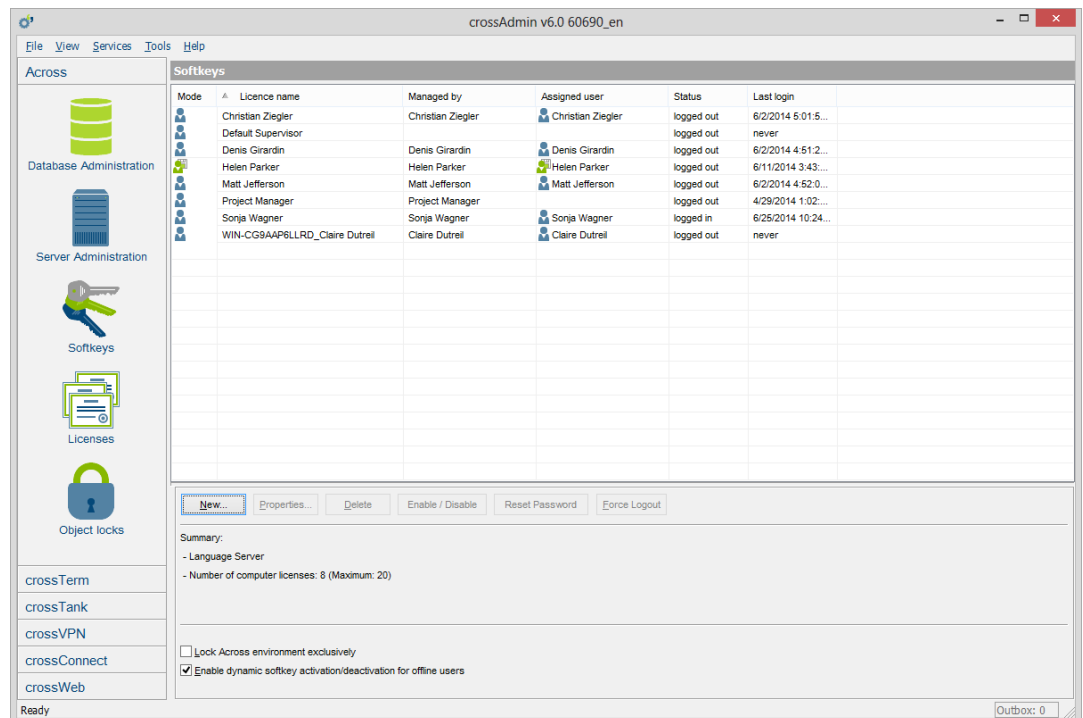 crossAdmin v6.0 60690_en
File View Services Tools Help
Across
Database Administration
Server Administration
Softkeys
Licenses
Object locks
crossTerm
crossTank
crossVPN
crossConnect
crossWeb
Softkeys
Mode Licence name Managed by Assigned user Status Last login
Christian Ziegler Christian Ziegler Christian Ziegler logged out 6/2/2014 5:01:5...
Default Supervisor logged out never
Denis Girardin Denis Girardin Denis Girardin logged out 6/2/2014 4:51:2...
Helen Parker Helen Parker Helen Parker logged out 6/11/2014 3:43:...
Matt Jefferson Matt Jefferson Matt Jefferson logged out 6/2/2014 4:52:0...
Project Manager Project Manager logged out 4/29/2014 1:02:...
Sonja Wagner Sonja Wagner Sonja Wagner logged in 6/25/2014 10:24...
WIN-CG9AAP6LLRD_Claire Dutreil Claire Dutreil Claire Dutreil logged out never
New... Properties... Delete Enable / Disable Reset Password Force Logout
Summary:
- Language Server
- Number of computer licenses: 8 (Maximum: 20)
Lock Across environment exclusively
Enable dynamic softkey activation/deactivation for offline users
Ready Outbox: 0